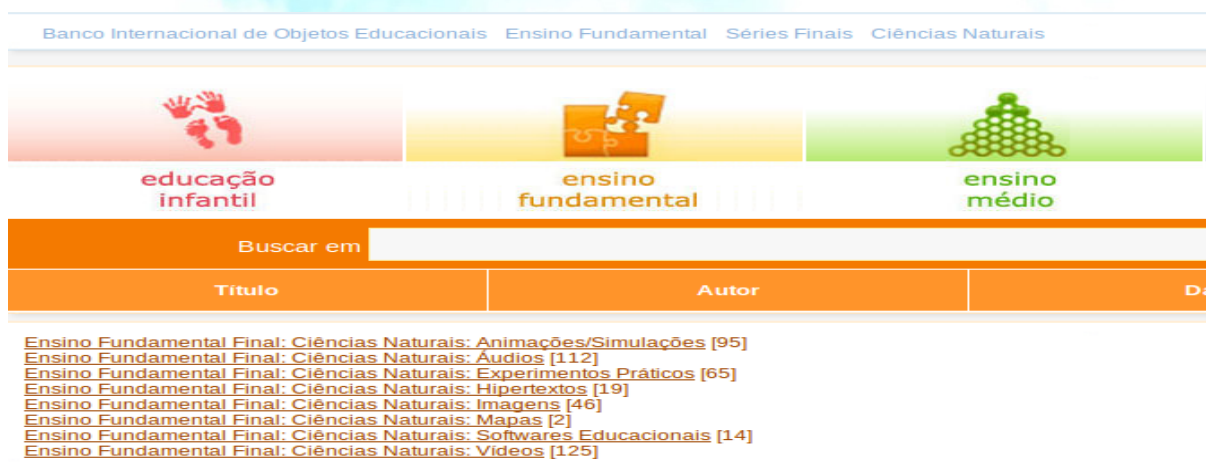 Banco Internacional de Objetos Educacionais Ensino Fundamental Séries Finais Ciências Naturais
educação infantil
ensino fundamental
ensino médio
Buscar em
Título Autor
Ensino Fundamental Final: Ciências Naturais: Animações/Simulações [95]
Ensino Fundamental Final: Ciências Naturais: Áudios [112]
Ensino Fundamental Final: Ciências Naturais: Experimentos Práticos [65]
Ensino Fundamental Final: Ciências Naturais: Hipertextos [19]
Ensino Fundamental Final: Ciências Naturais: Imagens [46]
Ensino Fundamental Final: Ciências Naturais: Mapas [2]
Ensino Fundamental Final: Ciências Naturais: Softwares Educacionais [14]
Ensino Fundamental Final: Ciências Naturais: Vídeos [125]